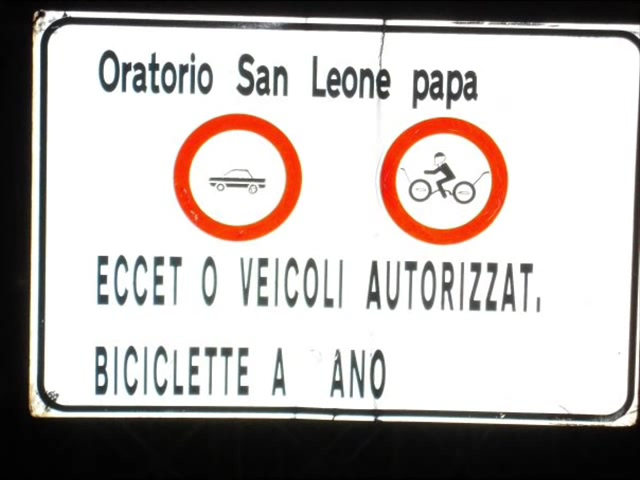 Oratorio San Leone papa
ECCET O VEICOLI AUTORIZZAT.
BICICLETTE A ANO